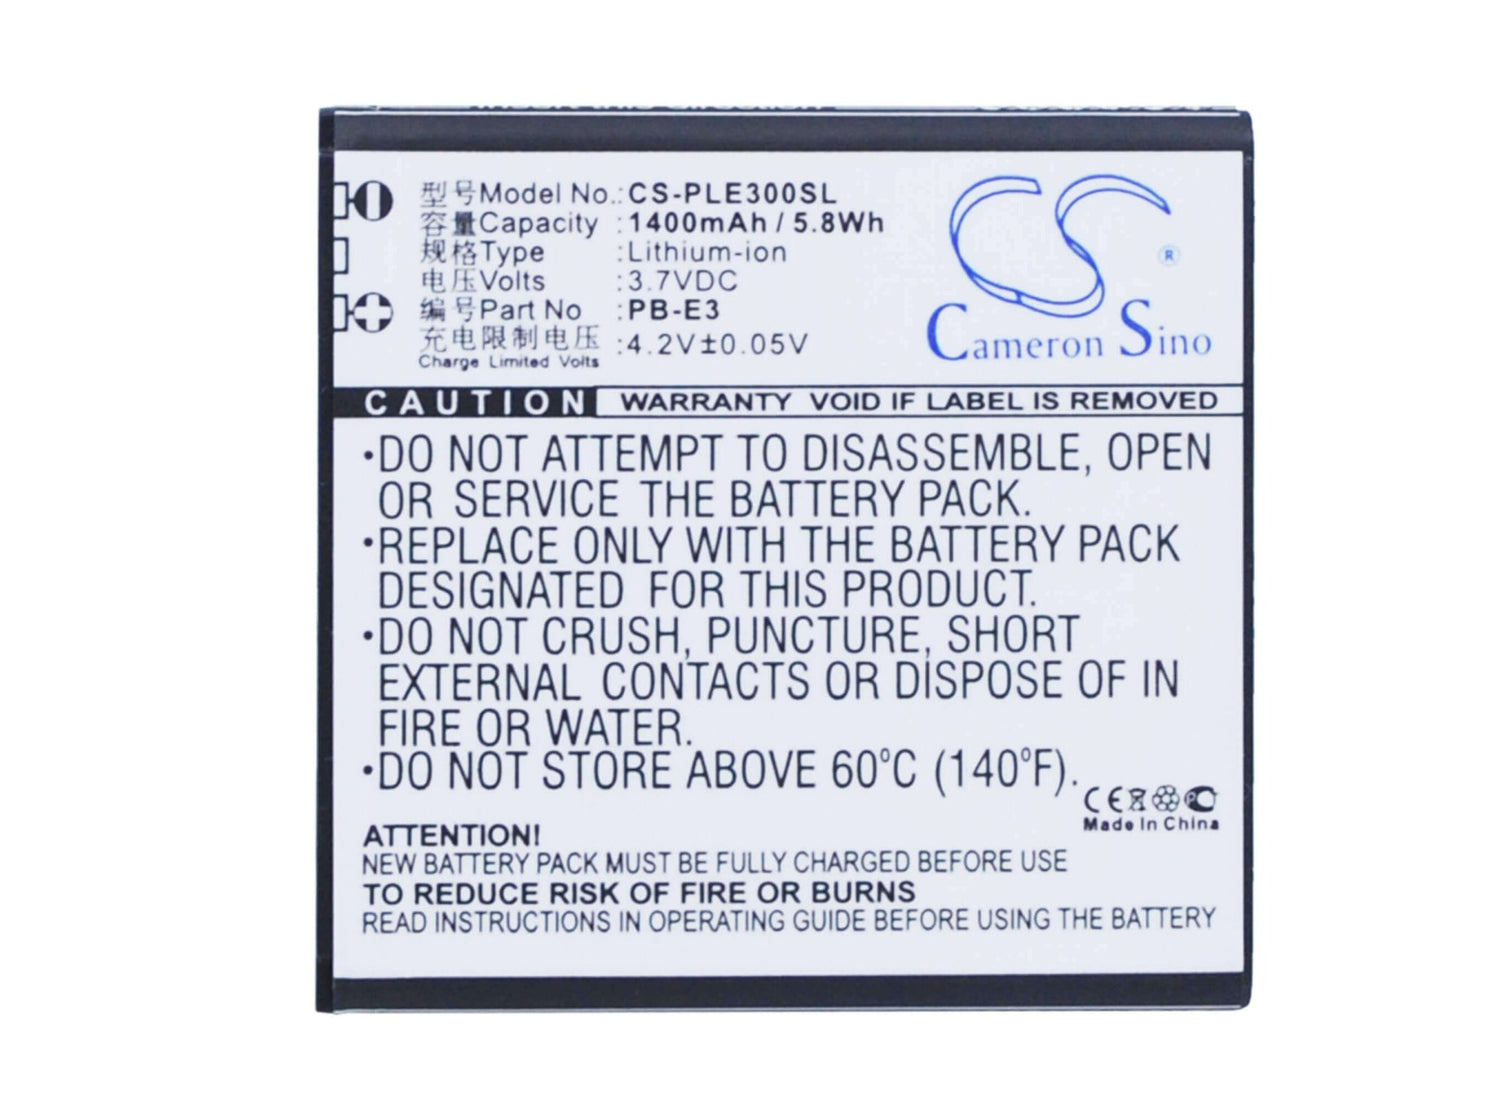 型号Model No.:CS-PLE300SL
容量Capacity :1400mAh / 5.8Wh
规格Type :Lithium-ion
电压Volts :3.7VDC
编号Part No :PB-E3
充电限制电压 :4.2V±0.05V
Charge Limited Volts
Cameron Sino ®
CAUTION WARRANTY VOID IF LABEL IS REMOVED
•DO NOT ATTEMPT TO DISASSEMBLE, OPEN
OR SERVICE THE BATTERY PACK.
•REPLACE ONLY WITH THE BATTERY PACK
DESIGNATED FOR THIS PRODUCT.
•DO NOT CRUSH, PUNCTURE, SHORT
EXTERNAL CONTACTS OR DISPOSE OF IN
FIRE OR WATER.
•DO NOT STORE ABOVE 60°C (140°F).
CE
Made In China
ATTENTION!
NEW BATTERY PACK MUST BE FULLY CHARGED BEFORE USE
TO REDUCE RISK OF FIRE OR BURNS
READ INSTRUCTIONS IN OPERATING GUIDE BEFORE USING THE BATTERY